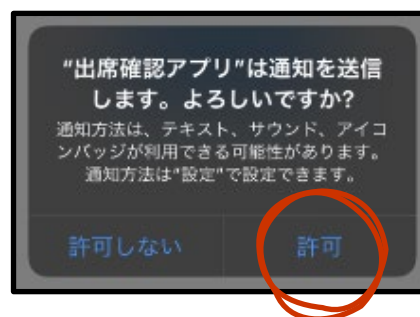 “出席確認アプリ”は通知を送信
します。よろしいですか?
通知方法は、テキスト、サウンド、アイコ
ンバッジが利用できる可能性があります。
通知方法は“設定”で設定できます。
許可しない
許可